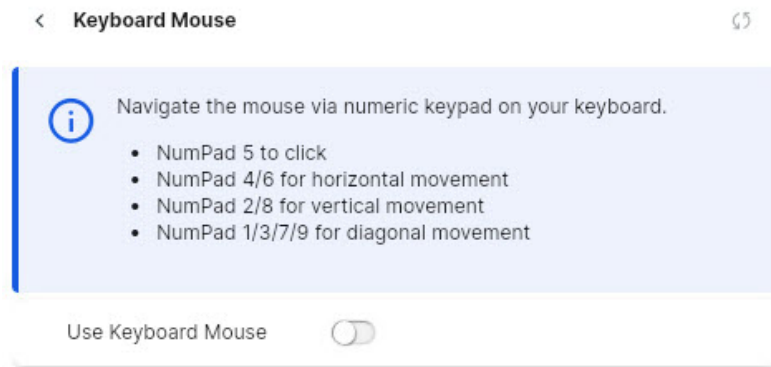 Keyboard Mouse
Navigate the mouse via numeric keypad on your keyboard.
• NumPad 5 to click
• NumPad 4/6 for horizontal movement
• NumPad 2/8 for vertical movement
• NumPad 1/3/7/9 for diagonal movement
Use Keyboard Mouse